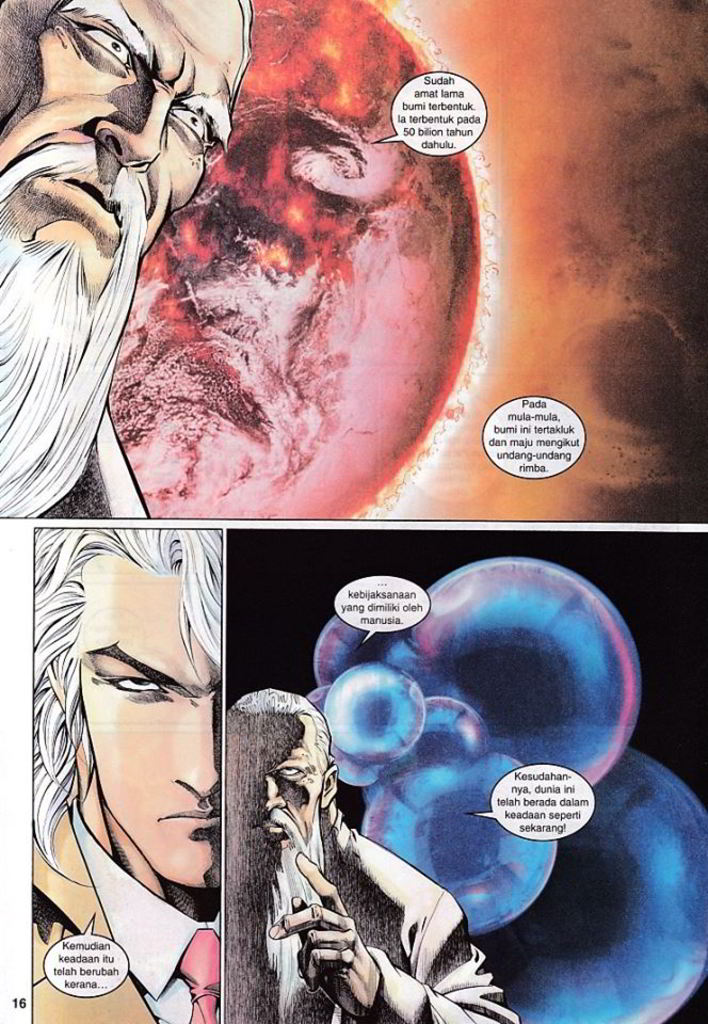 Sudah
amat lama
bumi terbentuk.
Ia terbentuk pada
50 bilion tahun
dahulu.
Pada
mula-mula,
bumi ini tertakluk
dan maju mengikut
undang-undang
rimba.
Kemudian
keadaan itu
telah berubah
kerana...
...
kebijaksanaan
yang dimiliki oleh
manusia.
Kesudahan-
nya, dunia ini
telah berada dalam
keadaan seperti
sekarang!
16